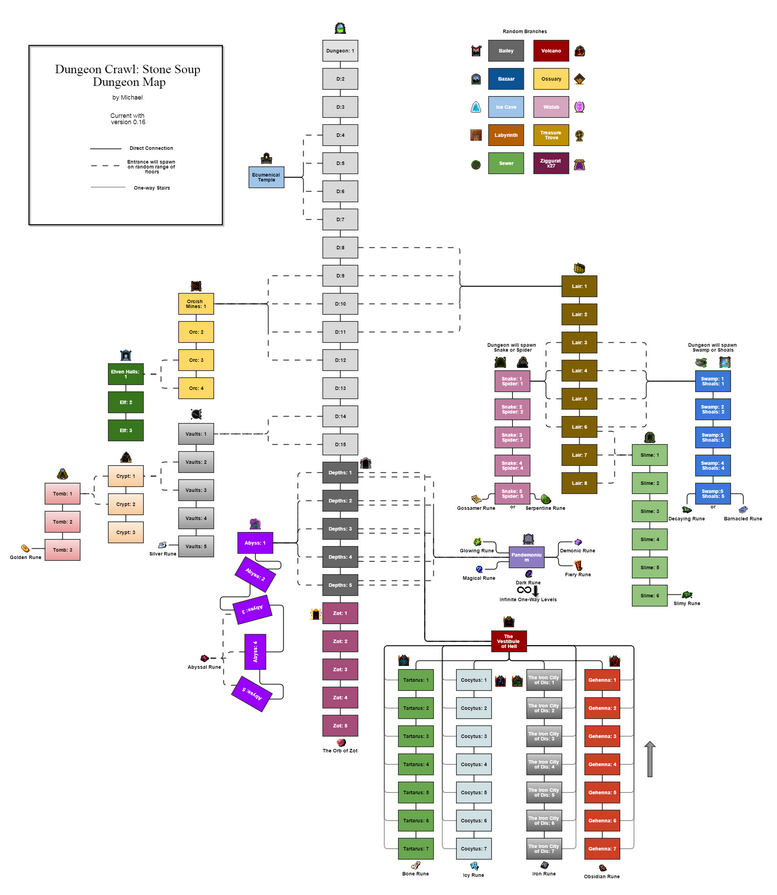 Dungeon Crawl: Stone Soup
Dungeon Map
by Michael
Current with
version 0.16
Direct Connection
Entrance will spawn
on random range of
floors
One-way Stairs
Random Branches
Bailey
Volcano
Bazaar
Ossuary
Ice Cave
Wizlab
Labyrinth
Treasure
Trove
Sewer
Ziggurat
x27
Dungeon: 1
D:2
D:3
D:4
D:5
D:6
D:7
D:8
D:9
D:10
D:11
D:12
D:13
D:14
D:15
Ecumenical
Temple
Orcish
Mines: 1
Orc: 2
Orc: 3
Orc: 4
Elven Halls:
1
Elf: 2
Elf: 3
Vaults: 1
Vaults: 2
Vaults: 3
Vaults: 4
Vaults: 5
Silver Rune
Crypt: 1
Crypt: 2
Crypt: 3
Tomb: 1
Tomb: 2
Tomb: 3
Golden Rune
Lair: 1
Lair: 2
Lair: 3
Lair: 4
Lair: 5
Lair: 6
Lair: 7
Lair: 8
Dungeon will spawn
Snake or Spider
Snake: 1
Spider: 1
Snake: 2
Spider: 2
Snake: 3
Spider: 3
Snake: 4
Spider: 4
Snake: 5
Spider: 5
or
Gossamer Rune
Serpentine Rune
Dungeon will spawn
Swamp or Shoals
Swamp: 1
Shoals: 1
Swamp: 2
Shoals: 2
Swamp:3
Shoals: 3
Swamp: 4
Shoals: 4
Swamp:5
Shoals: 5
or
Decaying Rune
Barnacled Rune
Slime: 1
Slime: 2
Slime: 3
Slime: 4
Slime: 5
Slime: 6
Slimy Rune
Depths: 1
Depths: 2
Depths: 3
Depths: 4
Depths: 5
Abyss: 1
Abyss: 2
Abyss: 3
Abyss: 4
Abyss: 5
Abyssal Rune
Zot: 1
Zot: 2
Zot: 3
Zot: 4
Zot: 5
The Orb of Zot
Glowing Rune
Demonic Rune
Pandemoniu
m
Magical Rune
Fiery Rune
Dark Rune
Infinite One-Way Levels
The
Vestibule
of Hell
Tartarus: 1
Tartarus: 2
Tartarus: 3
Tartarus: 4
Tartarus: 5
Tartarus: 6
Tartarus: 7
Bone Rune
Cocytus: 1
Cocytus: 2
Cocytus: 3
Cocytus: 4
Cocytus: 5
Cocytus: 6
Cocytus: 7
Icy Rune
The Iron City
of Dis: 1
The Iron City
of Dis: 2
The Iron City
of Dis: 3
The Iron City
of Dis: 4
The Iron City
of Dis: 5
The Iron City
of Dis: 6
The Iron City
of Dis: 7
Iron Rune
Gehenna: 1
Gehenna: 2
Gehenna: 3
Gehenna: 4
Gehenna: 5
Gehenna: 6
Gehenna: 7
Obsidian Rune